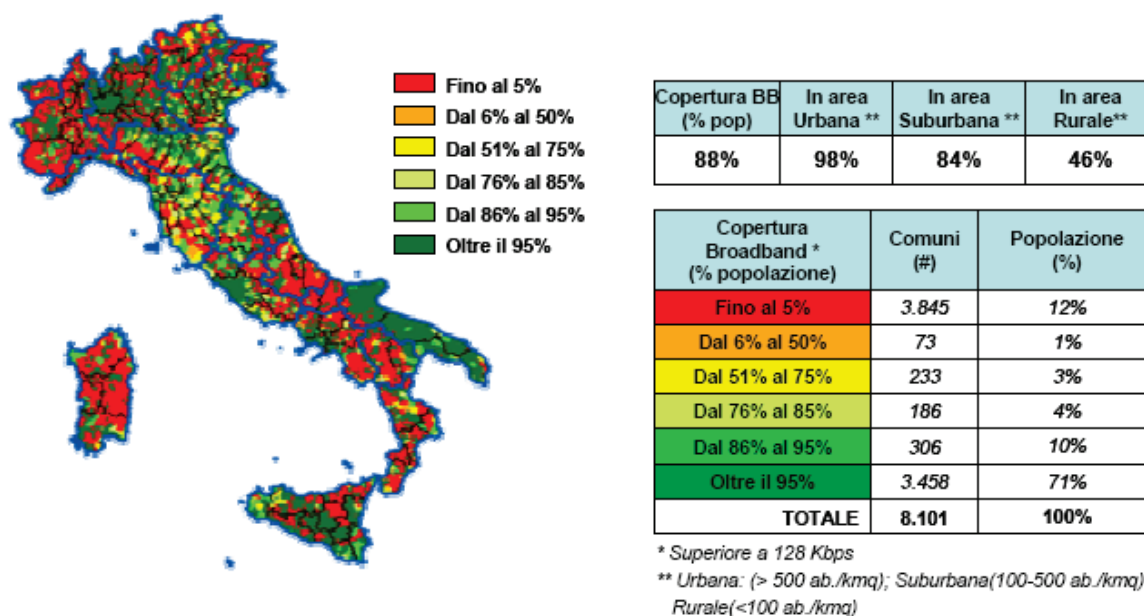 Fino al 5%
Dal 6% al 50%
Dal 51% al 75%
Dal 76% al 85%
Dal 86% al 95%
Oltre il 95%
Copertura BB (% pop) In area Urbana ** In area Suburbana ** In area Rurale**
88% 98% 84% 46%
Copertura Broadband * (% popolazione) Comuni (#) Popolazione (%)
Fino al 5% 3.845 12%
Dal 6% al 50% 73 1%
Dal 51% al 75% 233 3%
Dal 76% al 85% 186 4%
Dal 86% al 95% 306 10%
Oltre il 95% 3.458 71%
TOTALE 8.101 100%
* Superiore a 128 Kbps
** Urbana: (> 500 ab./kmq); Suburbana(100-500 ab./kmq)
Rurale(<100 ab./kmq)